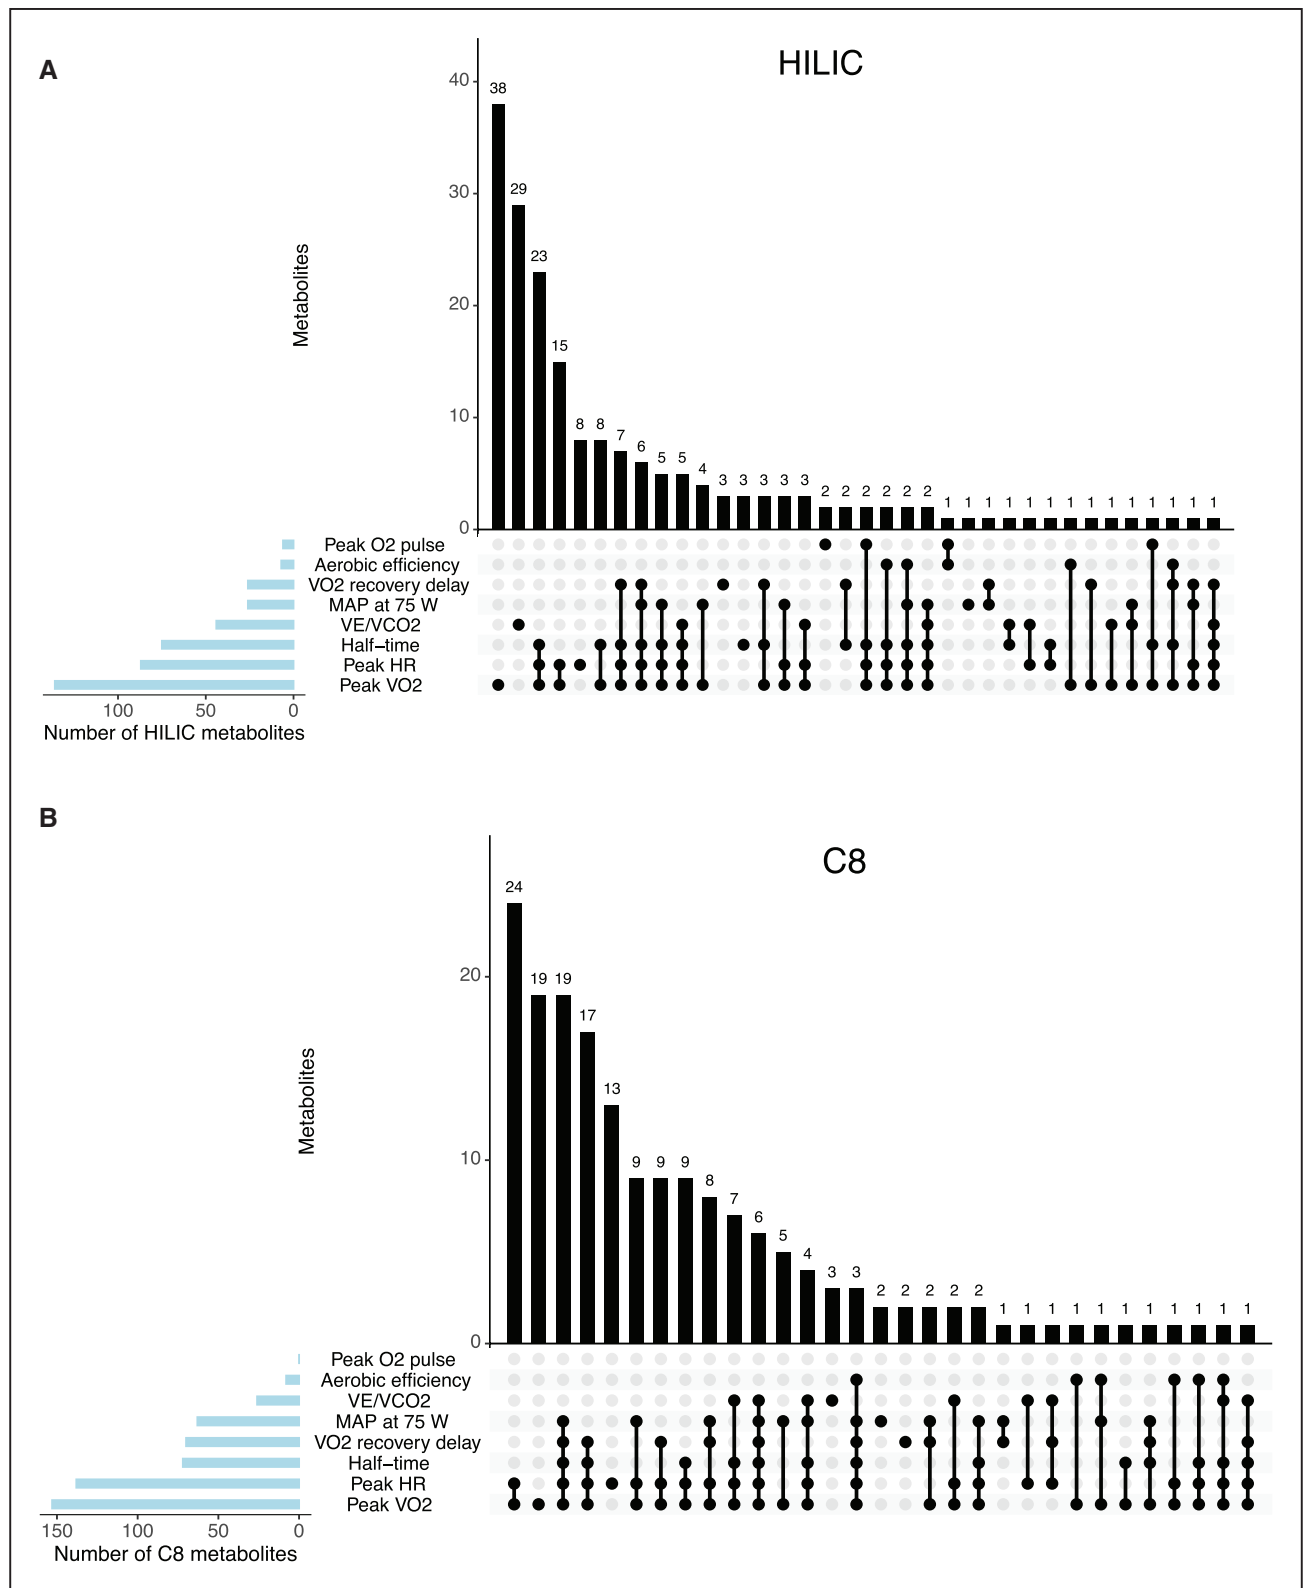 A
HILIC
40
30
20
10
0
Metabolites
38
29
23
15
8 8
7
6
5 5
4
3 3 3 3 3
2 2 2 2 2 2
1 1 1 1 1 1 1 1 1 1 1 1 1 1
Peak O2 pulse
Aerobic efficiency
VO2 recovery delay
MAP at 75 W
VE/VCO2
Half−time
Peak HR
Peak VO2
100 50 0
Number of HILIC metabolites
B
C8
20
10
0
Metabolites
24
19 19
17
13
9 9 9
8
7
6
5
4
3 3
2 2 2 2 2
1 1 1 1 1 1 1 1 1 1 1
Peak O2 pulse
Aerobic efficiency
VE/VCO2
MAP at 75 W
VO2 recovery delay
Half−time
Peak HR
Peak VO2
150 100 50 0
Number of C8 metabolites